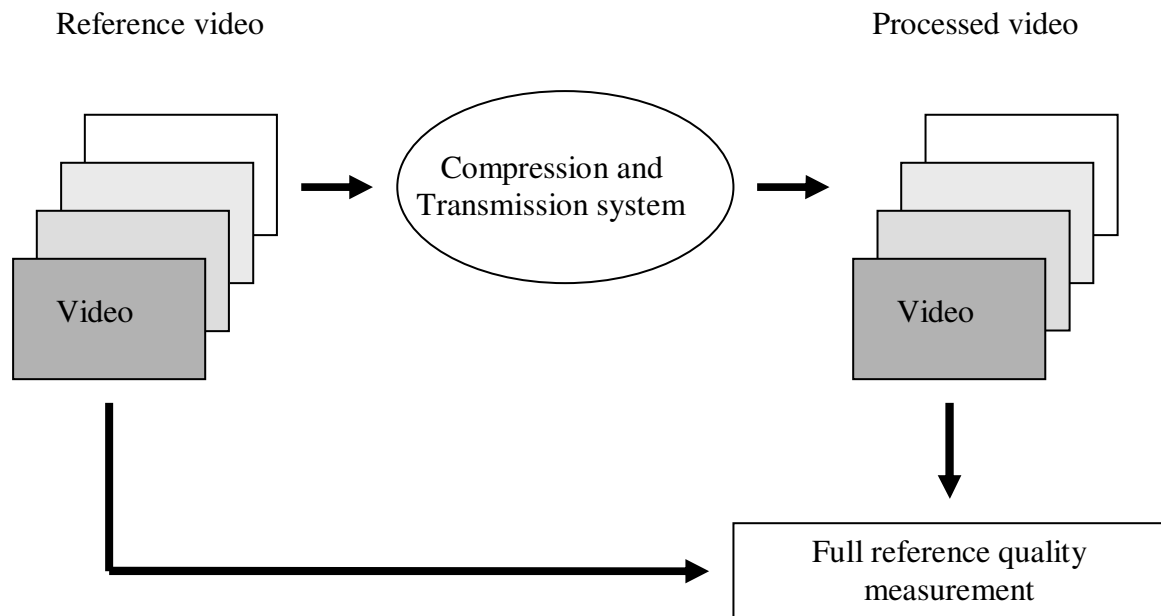 Reference video
Processed video
Compression and
Transmission system
Video
Video
Full reference quality
measurement